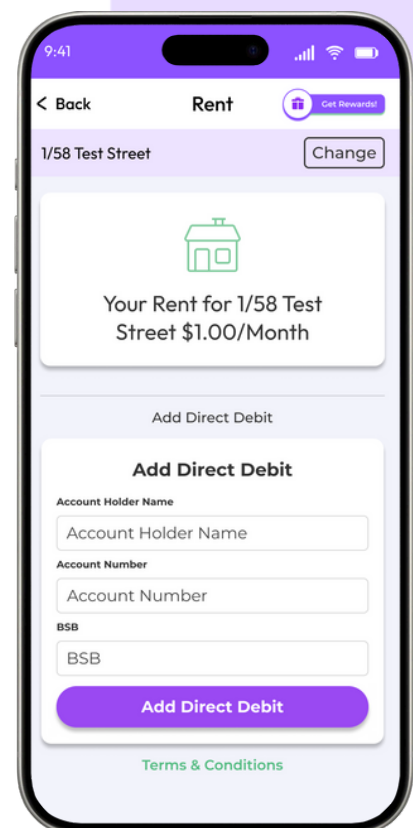 9:41
< Back Rent Get Rewards!
1/58 Test Street Change
Your Rent for 1/58 Test
Street $1.00/Month
Add Direct Debit
Add Direct Debit
Account Holder Name
Account Holder Name
Account Number
Account Number
BSB
BSB
Add Direct Debit
Terms & Conditions